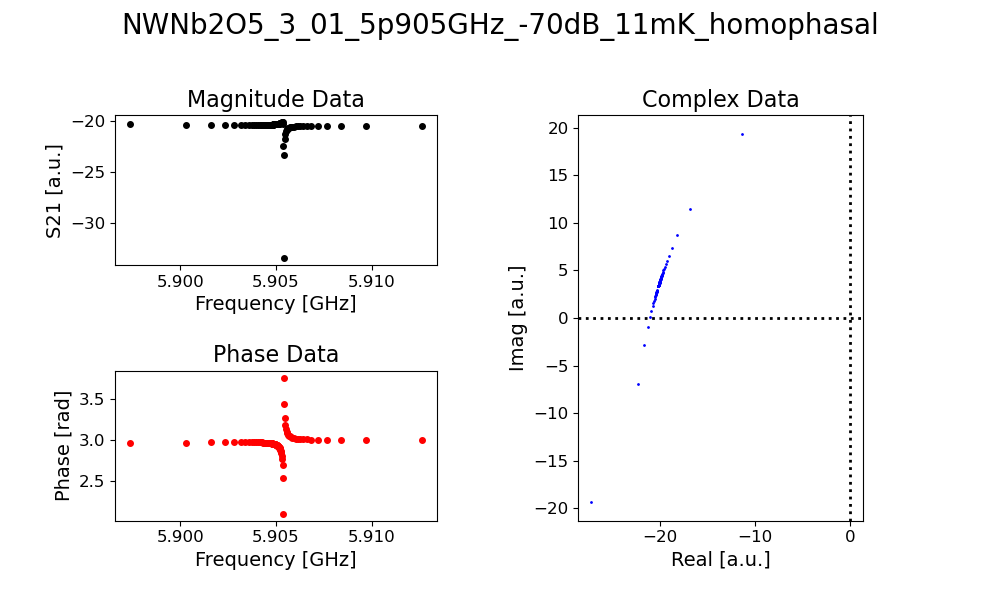 NWNb2O5_3_01_5p905GHz_-70dB_11mK_homophasal
Magnitude Data
S21 [a.u.]
−20
−25
−30
5.900 5.905 5.910
Frequency [GHz]
Phase Data
Phase [rad]
3.5
3.0
2.5
5.900 5.905 5.910
Frequency [GHz]
Complex Data
Imag [a.u.]
20
15
10
5
0
−5
−10
−15
−20
−20 −10 0
Real [a.u.]